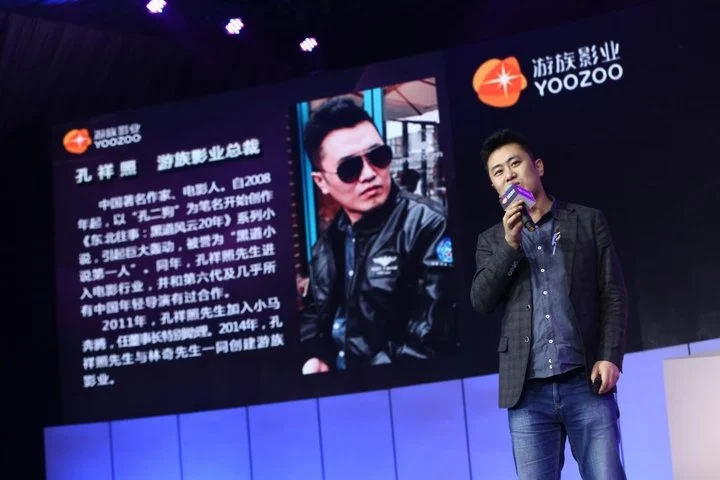 游族影业
YOOZOO
游族影业
YOOZOO
孔祥照 游族影业总裁
中国著名作家、电影人。自2008
年起，以“孔二狗”为笔名开始创作
《东北往事：黑道风云20年》系列小
说，引起巨大轰动，被誉为“黑道小
说第一人”。同年，孔祥照先生进
入电影行业，并和第六代及几乎所
有中国年轻导演有过合作。
2011年，孔祥照先生加入小马
奔腾，任董事长特别助理。2014年，孔
祥照先生与林奇先生一同创建游族
影业。